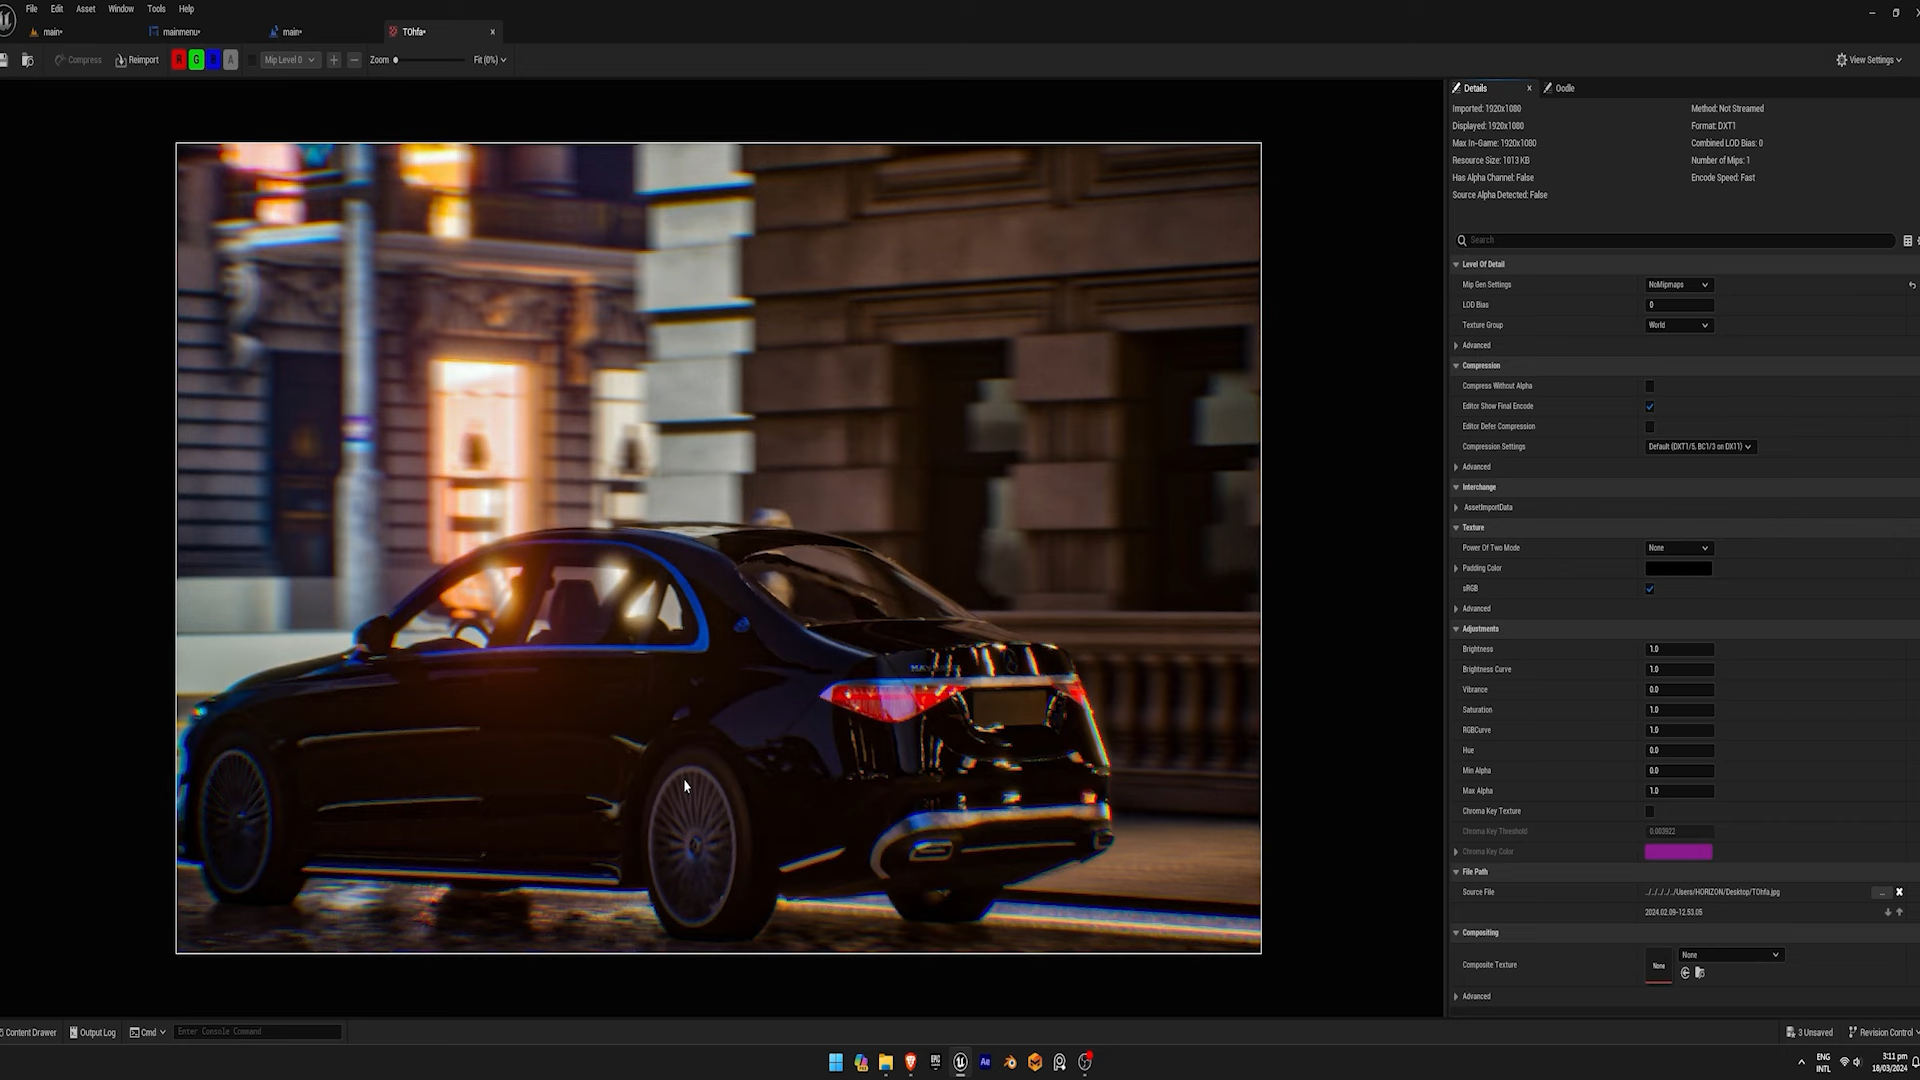 File Edit Asset Window Tools Help
main•
mainmenu•
main•
TOhfa•
Compress
Reimport
R G B A
Mip Level 0
Zoom
Fit (0%)
View Settings
Details
Oodle
Imported: 1920x1080
Method: Not Streamed
Displayed: 1920x1080
Format: DXT1
Max In-Game: 1920x1080
Combined LOD Bias: 0
Resource Size: 1013 KB
Number of Mips: 1
Has Alpha Channel: False
Encode Speed: Fast
Source Alpha Detected: False
Search
Level Of Detail
Mip Gen Settings
NoMipmaps
LOD Bias
0
Texture Group
World
Advanced
Compression
Compress Without Alpha
Editor Show Final Encode
Editor Defer Compression
Compression Settings
Default (DXT1/5, BC1/3 on DX11)
Advanced
Interchange
AssetImportData
Texture
Power Of Two Mode
None
Padding Color
sRGB
Advanced
Adjustments
Brightness
1.0
Brightness Curve
1.0
Vibrance
0.0
Saturation
1.0
RGBCurve
1.0
Hue
0.0
Min Alpha
0.0
Max Alpha
1.0
Chroma Key Texture
Chroma Key Threshold
0.003922
Chroma Key Color
File Path
Source File
../../../../../Users/HORIZON/Desktop/TOhfa.jpg
...
2024.02.09-12.53.05
Compositing
Composite Texture
None
None
Advanced
Content Drawer
Output Log
Cmd
Enter Console Command
3 Unsaved
Revision Control
Ae
ENG
INTL
3:11 pm
18/03/2024